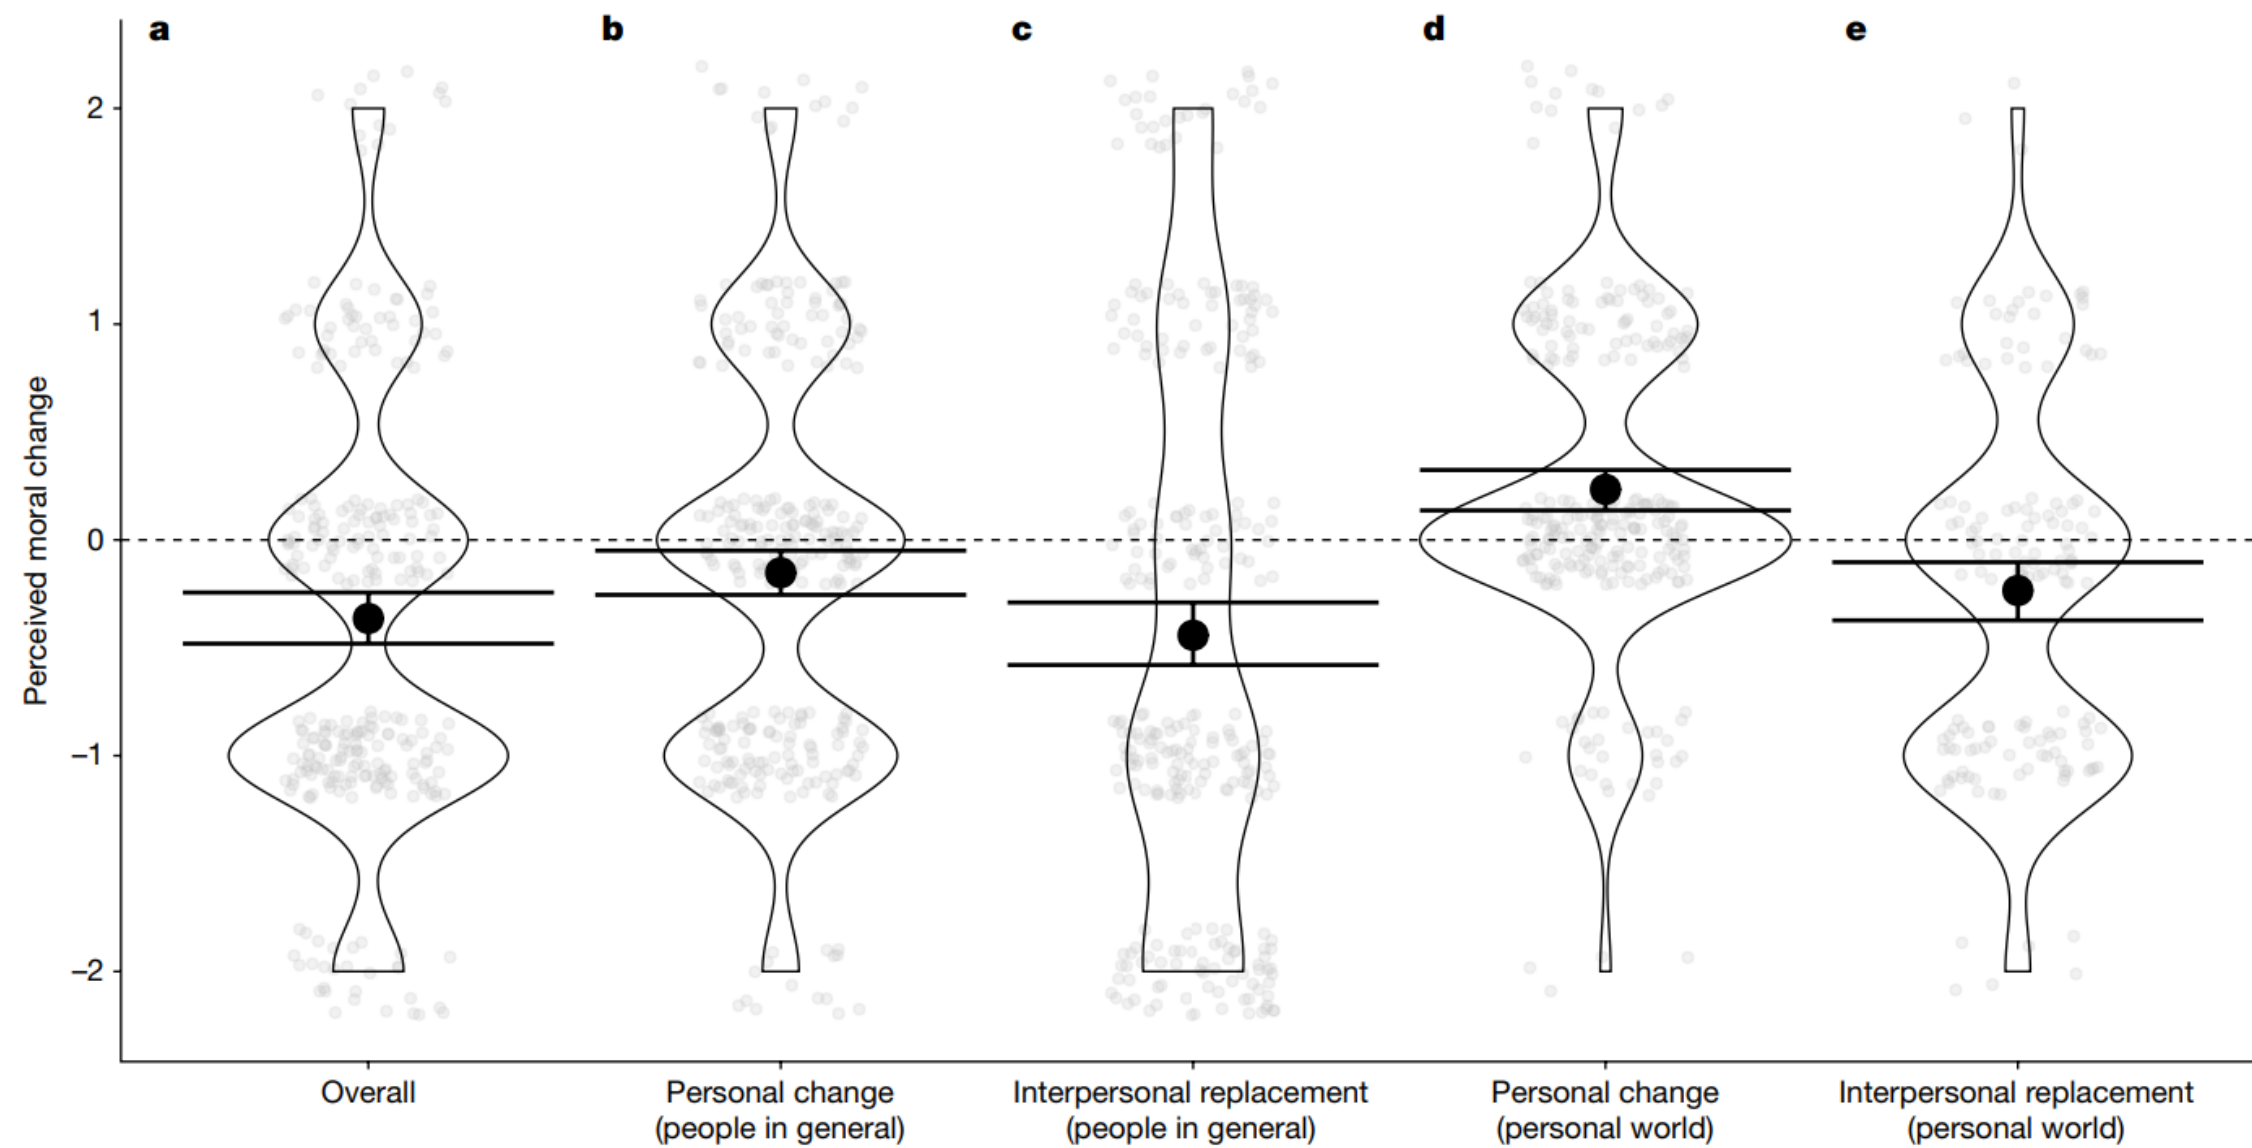 a b c d e
2
1
0
−1
−2
Perceived moral change
Overall
Personal change
(people in general)
Interpersonal replacement
(people in general)
Personal change
(personal world)
Interpersonal replacement
(personal world)